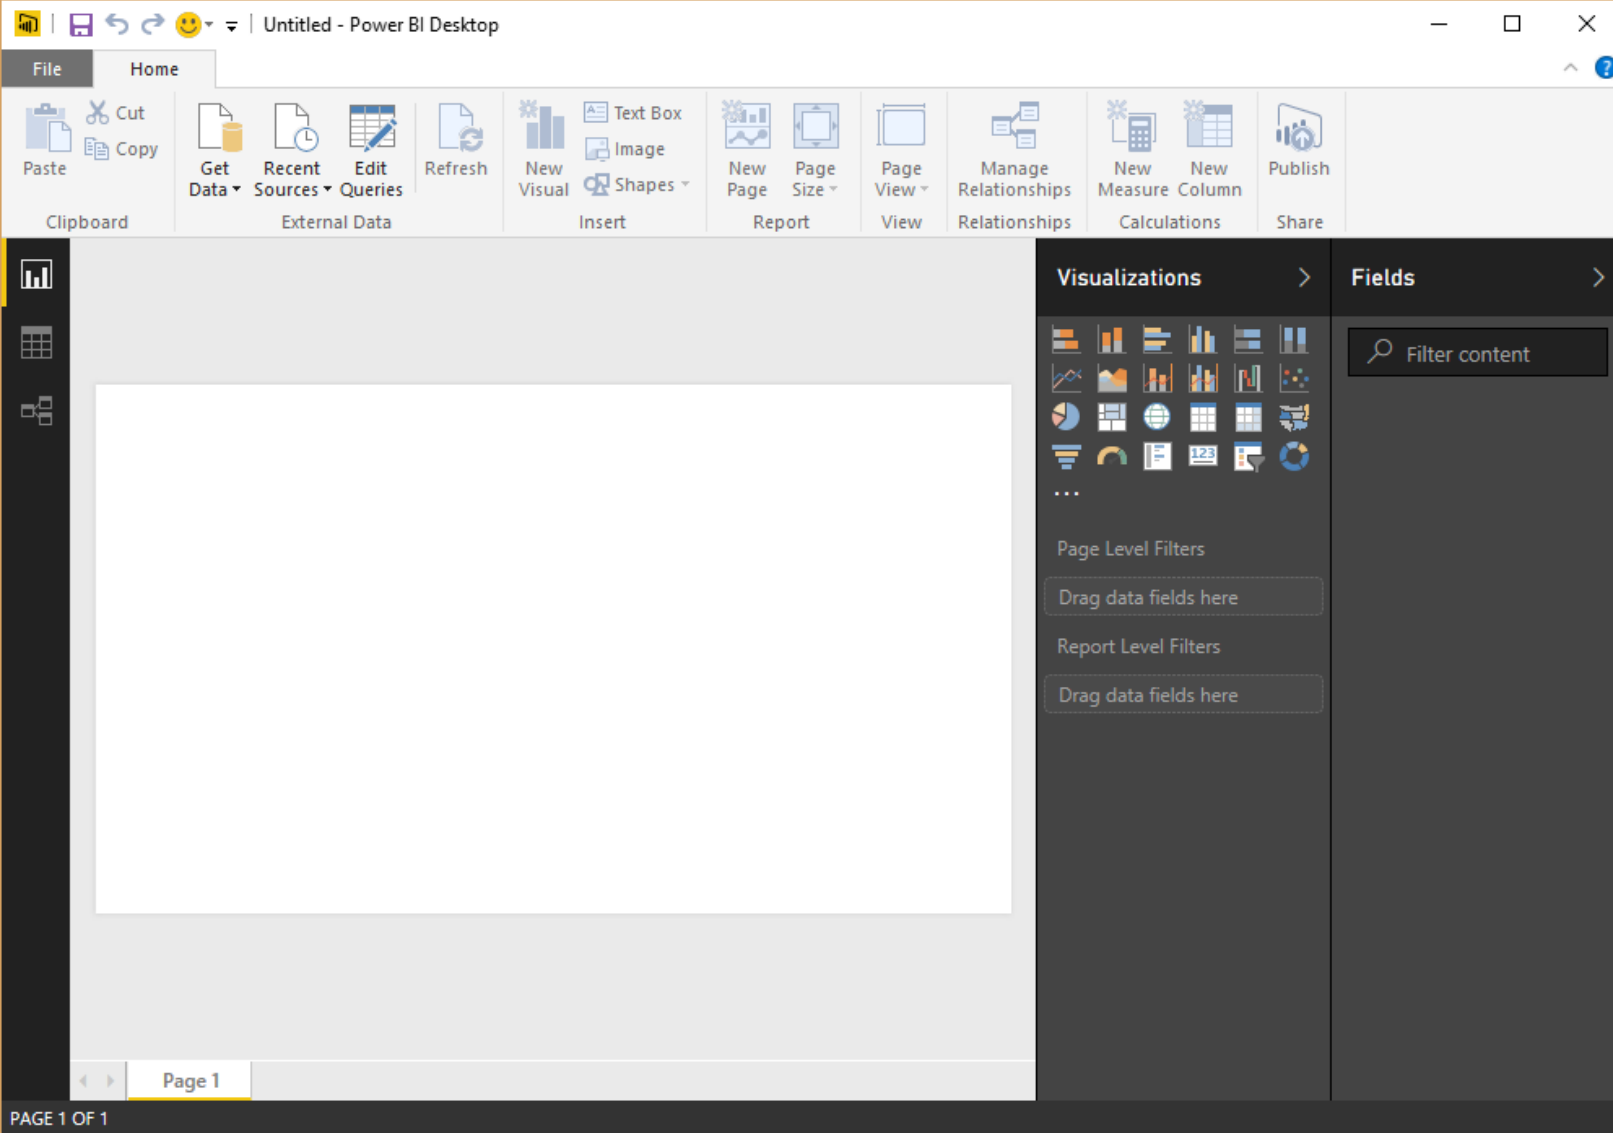 Untitled - Power BI Desktop
File Home
Paste
Cut
Copy
Clipboard
Get Data
Recent Sources
Edit Queries
Refresh
External Data
New Visual
Text Box
Image
Shapes
Insert
New Page
Page Size
Report
Page View
View
Manage Relationships
Relationships
New Measure
New Column
Calculations
Publish
Share
Visualizations
123
...
Page Level Filters
Drag data fields here
Report Level Filters
Drag data fields here
Fields
Filter content
Page 1
PAGE 1 OF 1